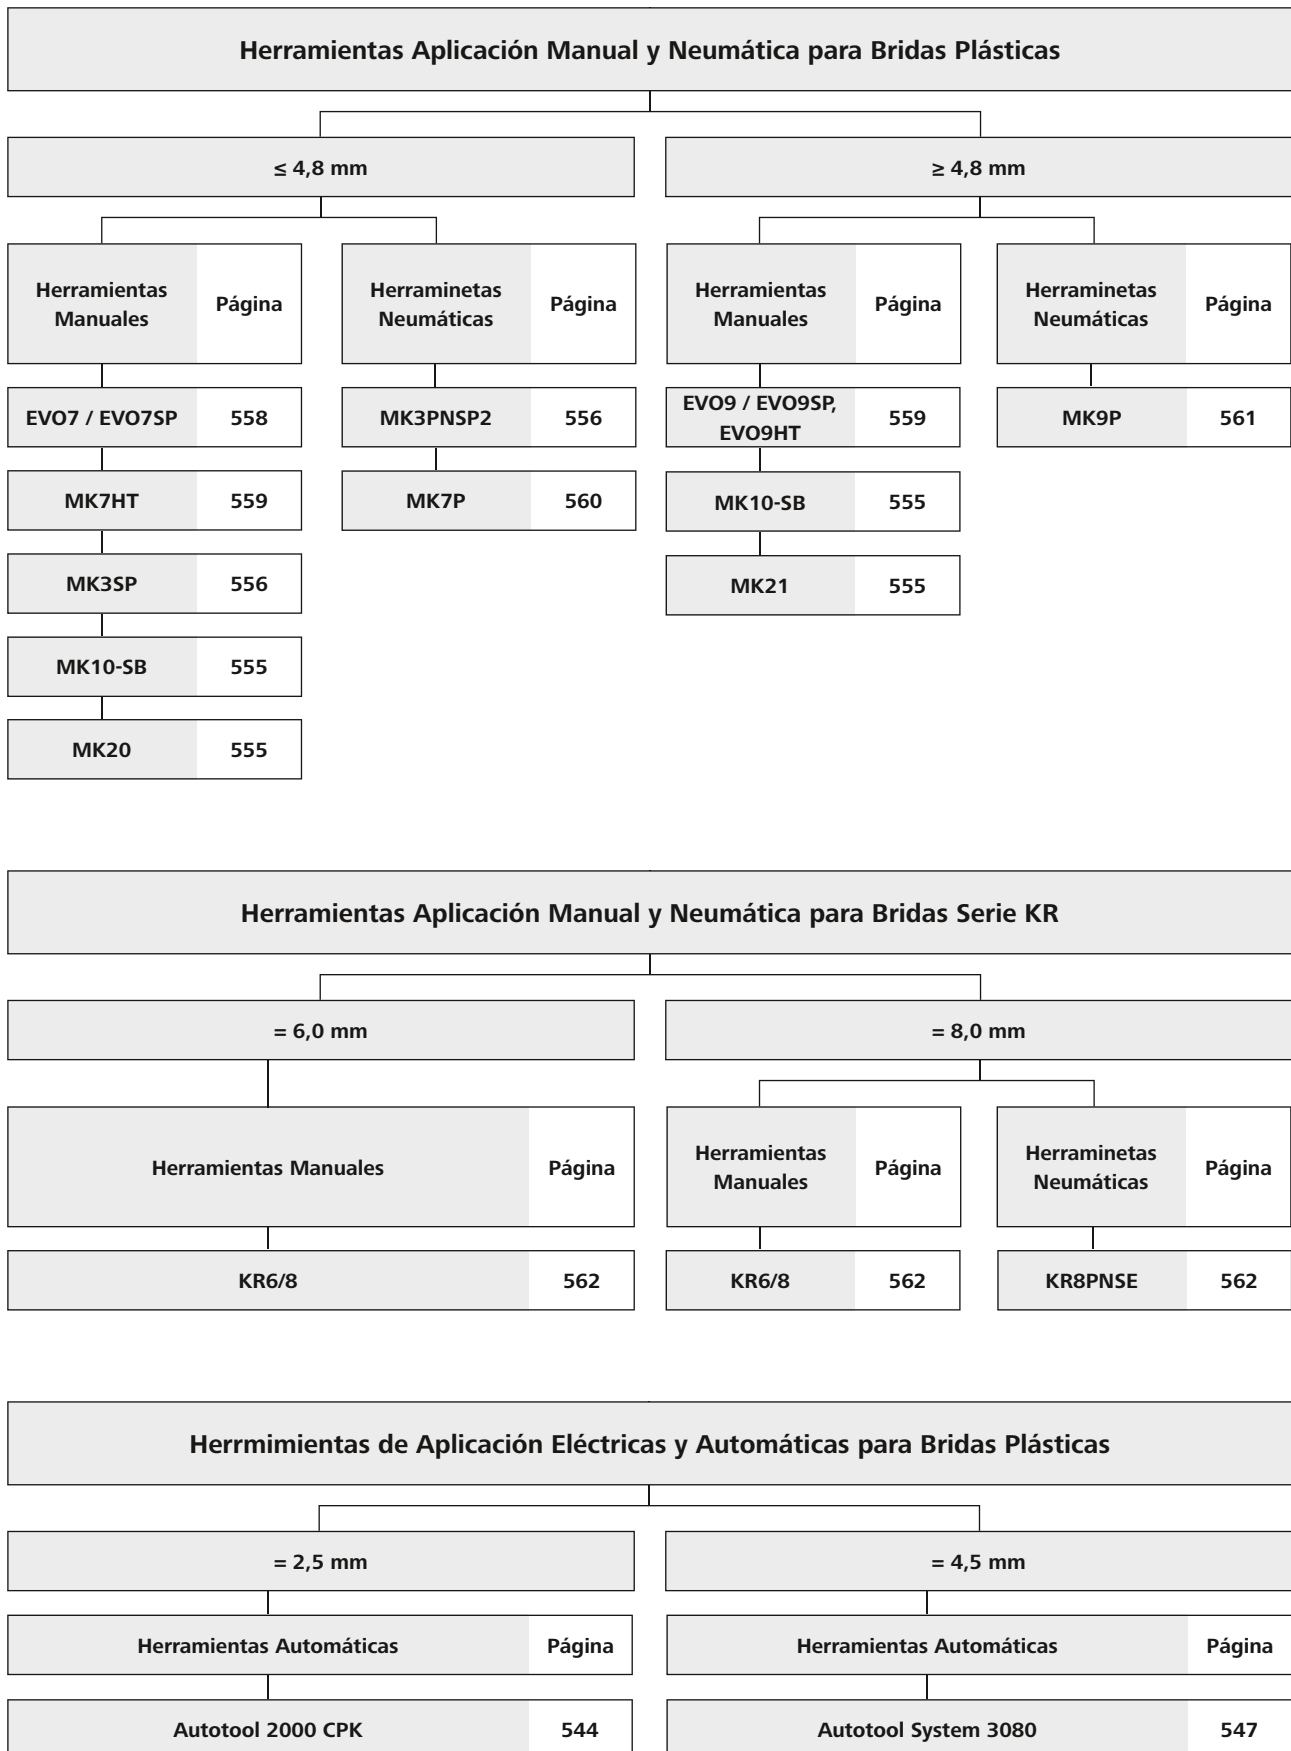 Herramientas Aplicación Manual y Neumática para Bridas Plásticas
≤ 4,8 mm
≥ 4,8 mm
Herramientas
Manuales
Página
Herraminetas
Neumáticas
Página
Herramientas
Manuales
Página
Herraminetas
Neumáticas
Página
EVO7 / EVO7SP
558
MK3PNSP2
556
EVO9 / EVO9SP,
EVO9HT
559
MK9P
561
MK7HT
559
MK7P
560
MK10-SB
555
MK3SP
556
MK21
555
MK10-SB
555
MK20
555
Herramientas Aplicación Manual y Neumática para Bridas Serie KR
= 6,0 mm
= 8,0 mm
Herramientas Manuales
Página
Herramientas
Manuales
Página
Herraminetas
Neumáticas
Página
KR6/8
562
KR6/8
562
KR8PNSE
562
Herrmimientas de Aplicación Eléctricas y Automáticas para Bridas Plásticas
= 2,5 mm
= 4,5 mm
Herramientas Automáticas
Página
Herramientas Automáticas
Página
Autotool 2000 CPK
544
Autotool System 3080
547